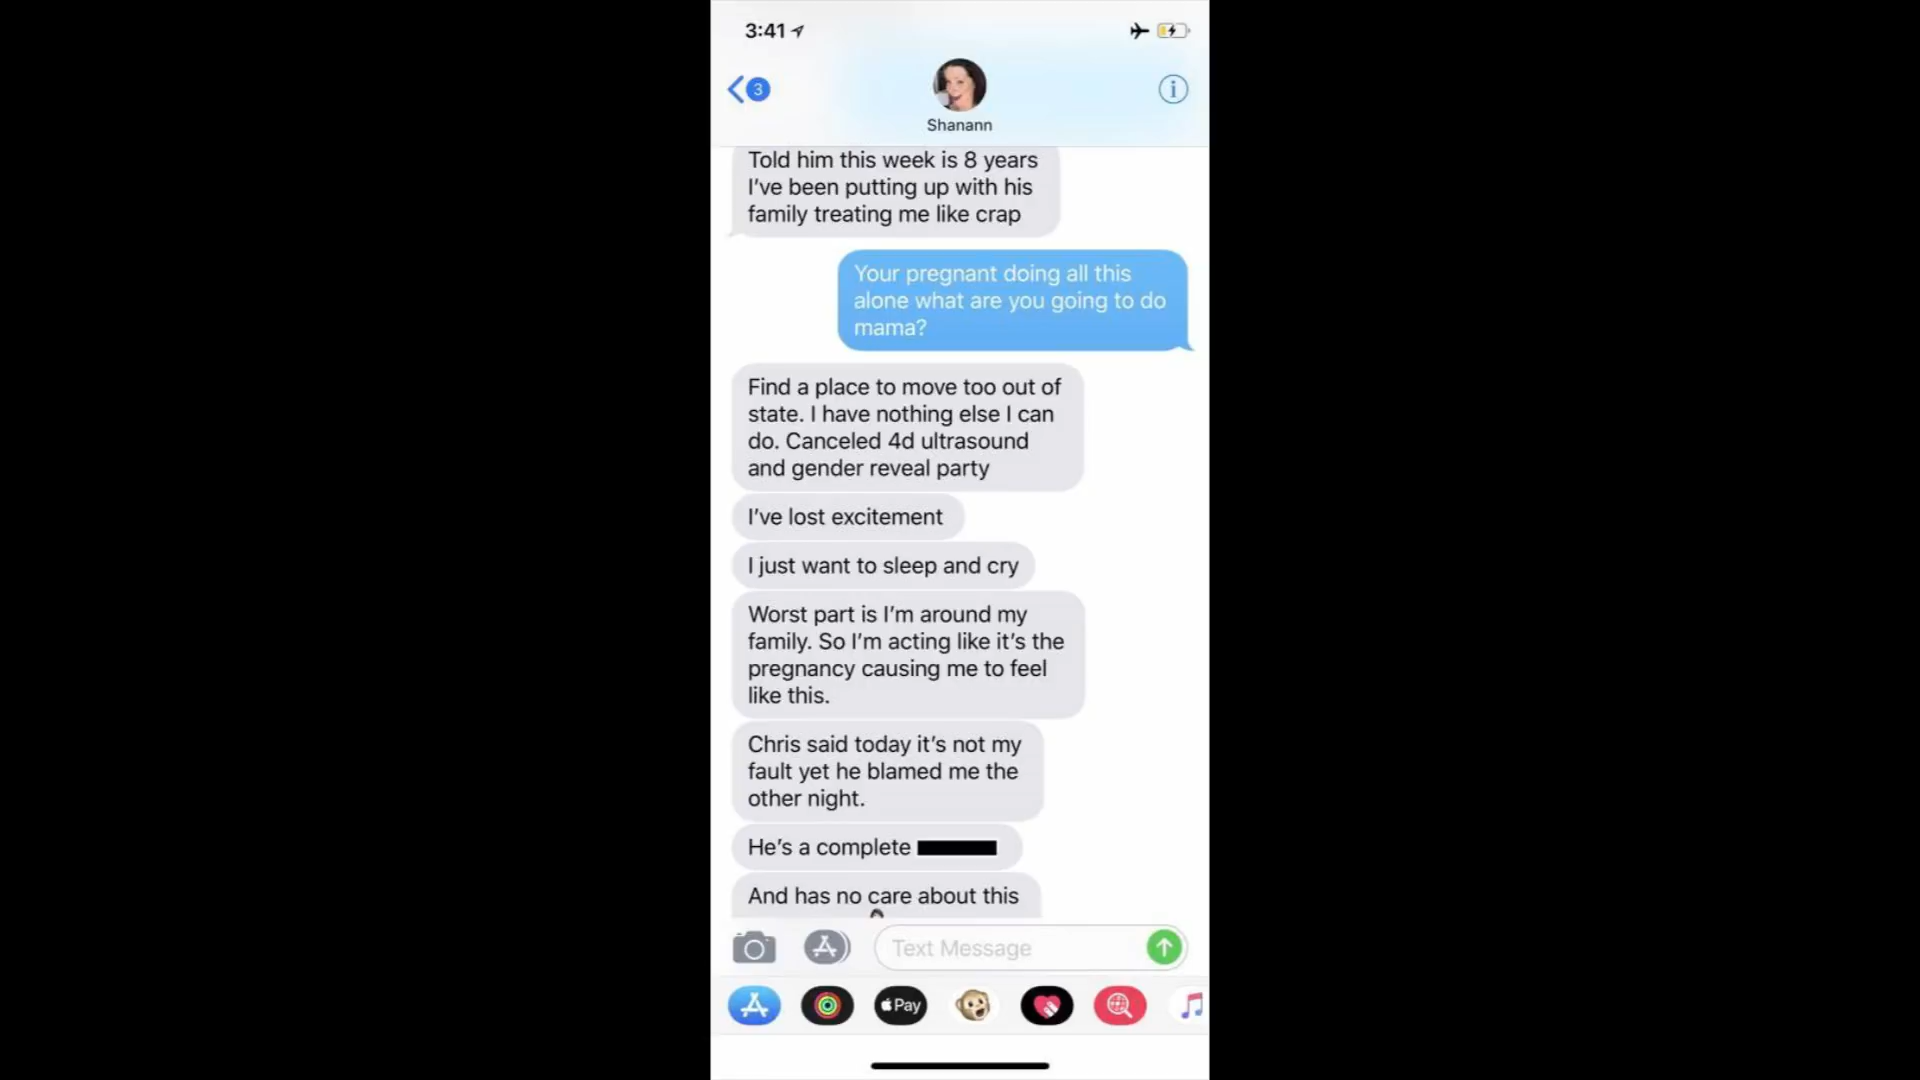 3:41
3
Shanann
Told him this week is 8 years
I've been putting up with his
family treating me like crap
Your pregnant doing all this
alone what are you going to do
mama?
Find a place to move too out of
state. I have nothing else I can
do. Canceled 4d ultrasound
and gender reveal party
I've lost excitement
I just want to sleep and cry
Worst part is I'm around my
family. So I'm acting like it's the
pregnancy causing me to feel
like this.
Chris said today it's not my
fault yet he blamed me the
other night.
He's a complete
And has no care about this
Text Message
Pay